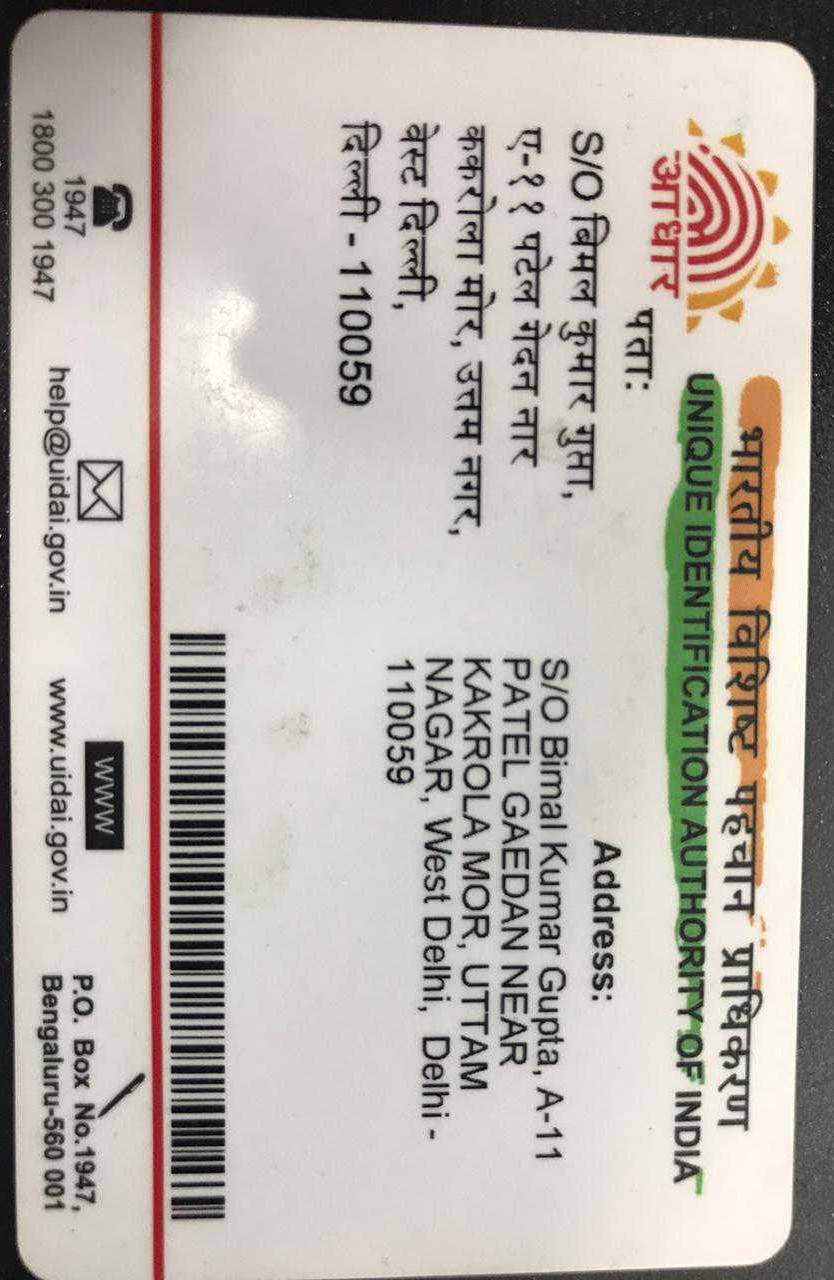 भारतीय विशिष्ट पहचान प्राधिकरण
UNIQUE IDENTIFICATION AUTHORITY OF INDIA
आधार
पता:
S/O बिमल कुमार गुप्ता,
ए-११ पटेल गेदन नार
ककरोला मोर, उत्तम नगर,
वेस्ट दिल्ली,
दिल्ली - 110059
Address:
S/O Bimal Kumar Gupta, A-11
PATEL GAEDAN NEAR
KAKROLA MOR, UTTAM
NAGAR, West Delhi, Delhi -
110059
1947
1800 300 1947
help@uidai.gov.in
www
www.uidai.gov.in
P.O. Box No.1947,
Bengaluru-560 001